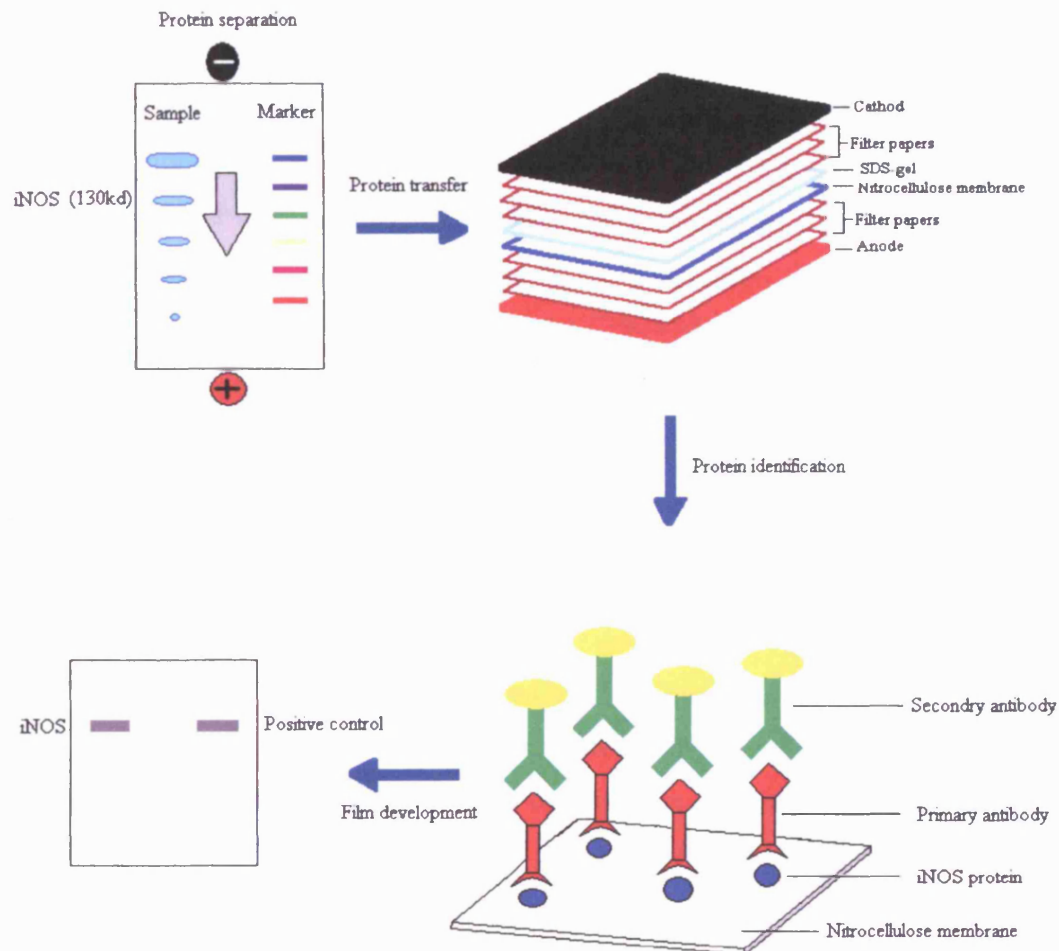 Protein separation
−
Sample
Marker
iNOS (130kd)
+
Protein transfer
Cathod
Filter papers
SDS-gel
Nitrocellulose membrane
Filter papers
Anode
Protein identification
Secondry antibody
Primary antibody
iNOS protein
Nitrocellulose membrane
Film development
iNOS
Positive control